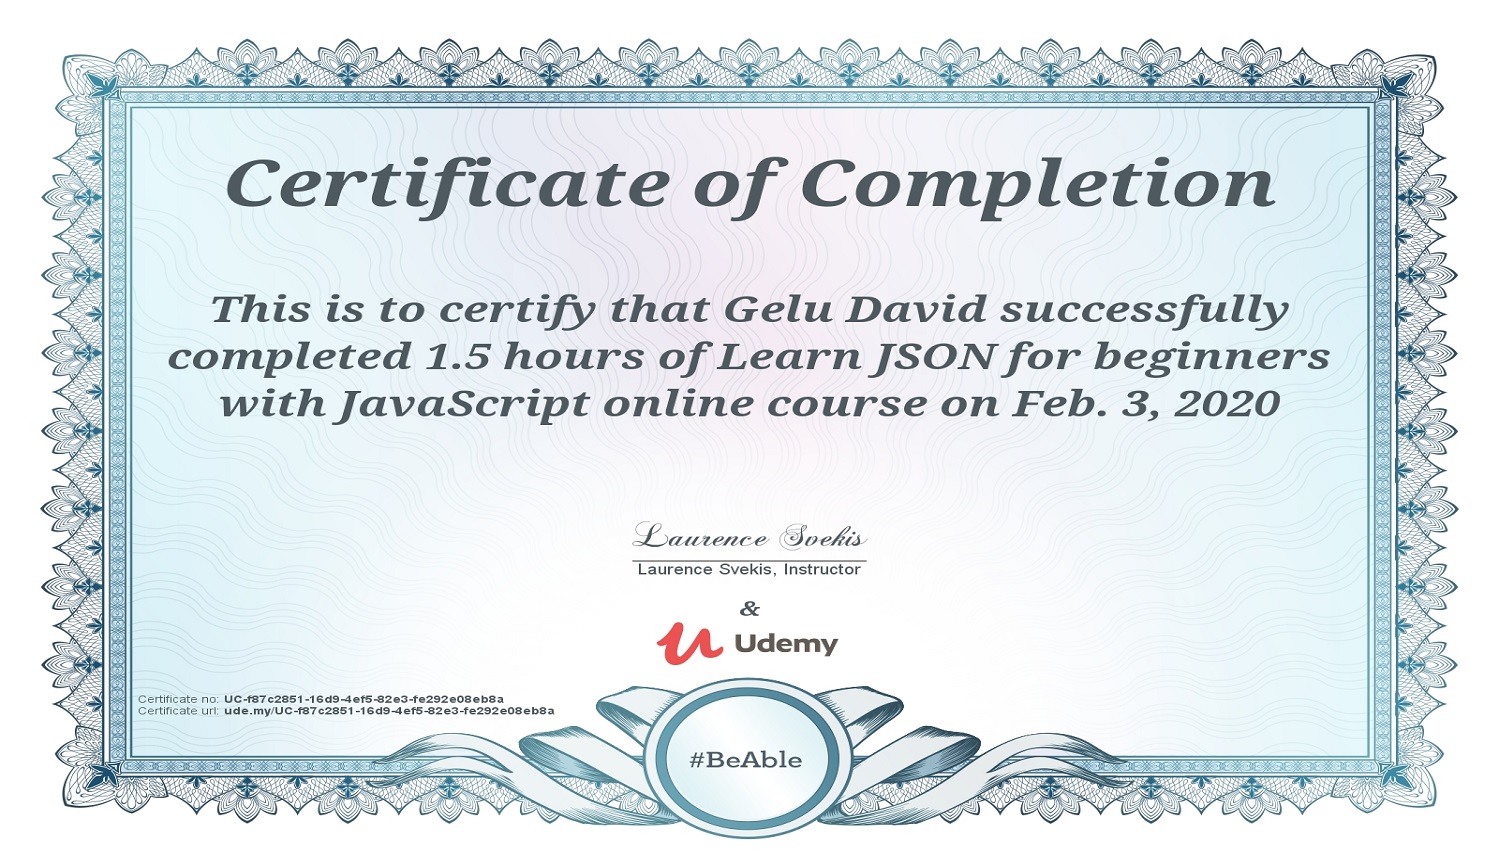 Certificate of Completion
This is to certify that Gelu David successfully
completed 1.5 hours of Learn JSON for beginners
with JavaScript online course on Feb. 3, 2020
Laurence Svekis
Laurence Svekis, Instructor
&
Udemy
Certificate no: UC-f87c2851-16d9-4ef5-82e3-fe292e08eb8a
Certificate url: ude.my/UC-f87c2851-16d9-4ef5-82e3-fe292e08eb8a
#BeAble